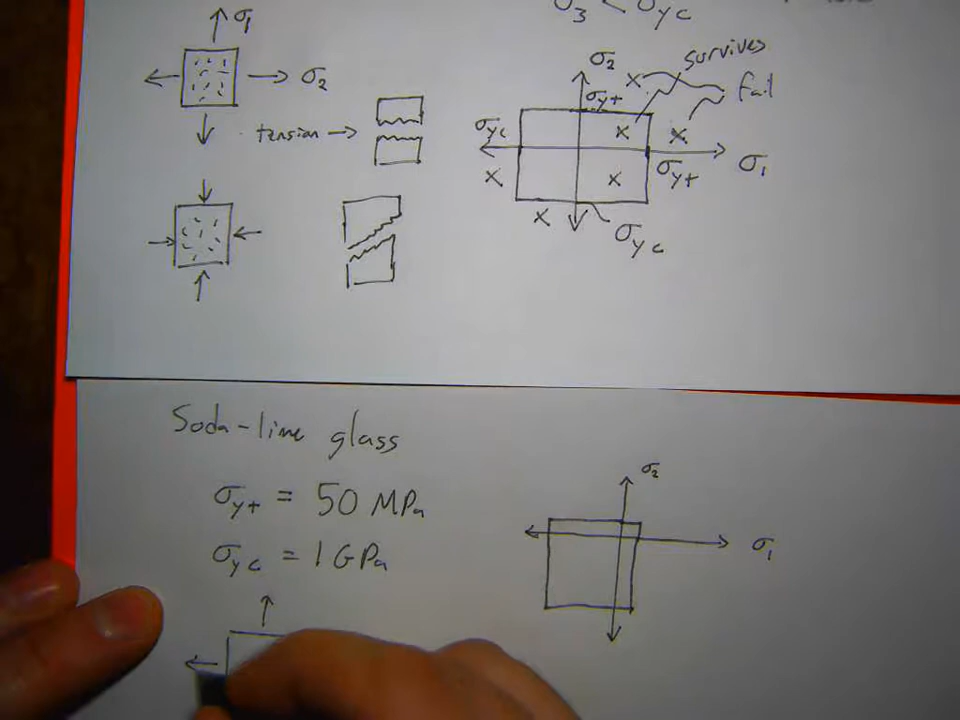 σ3 < σyc
σ1
σ2
tension →
σ2
survives
fail
σy+
σyc
σ1
σy+
σyc
Soda-lime glass
σy+ = 50 MPa
σyc = 1 GPa
σ2
σ1